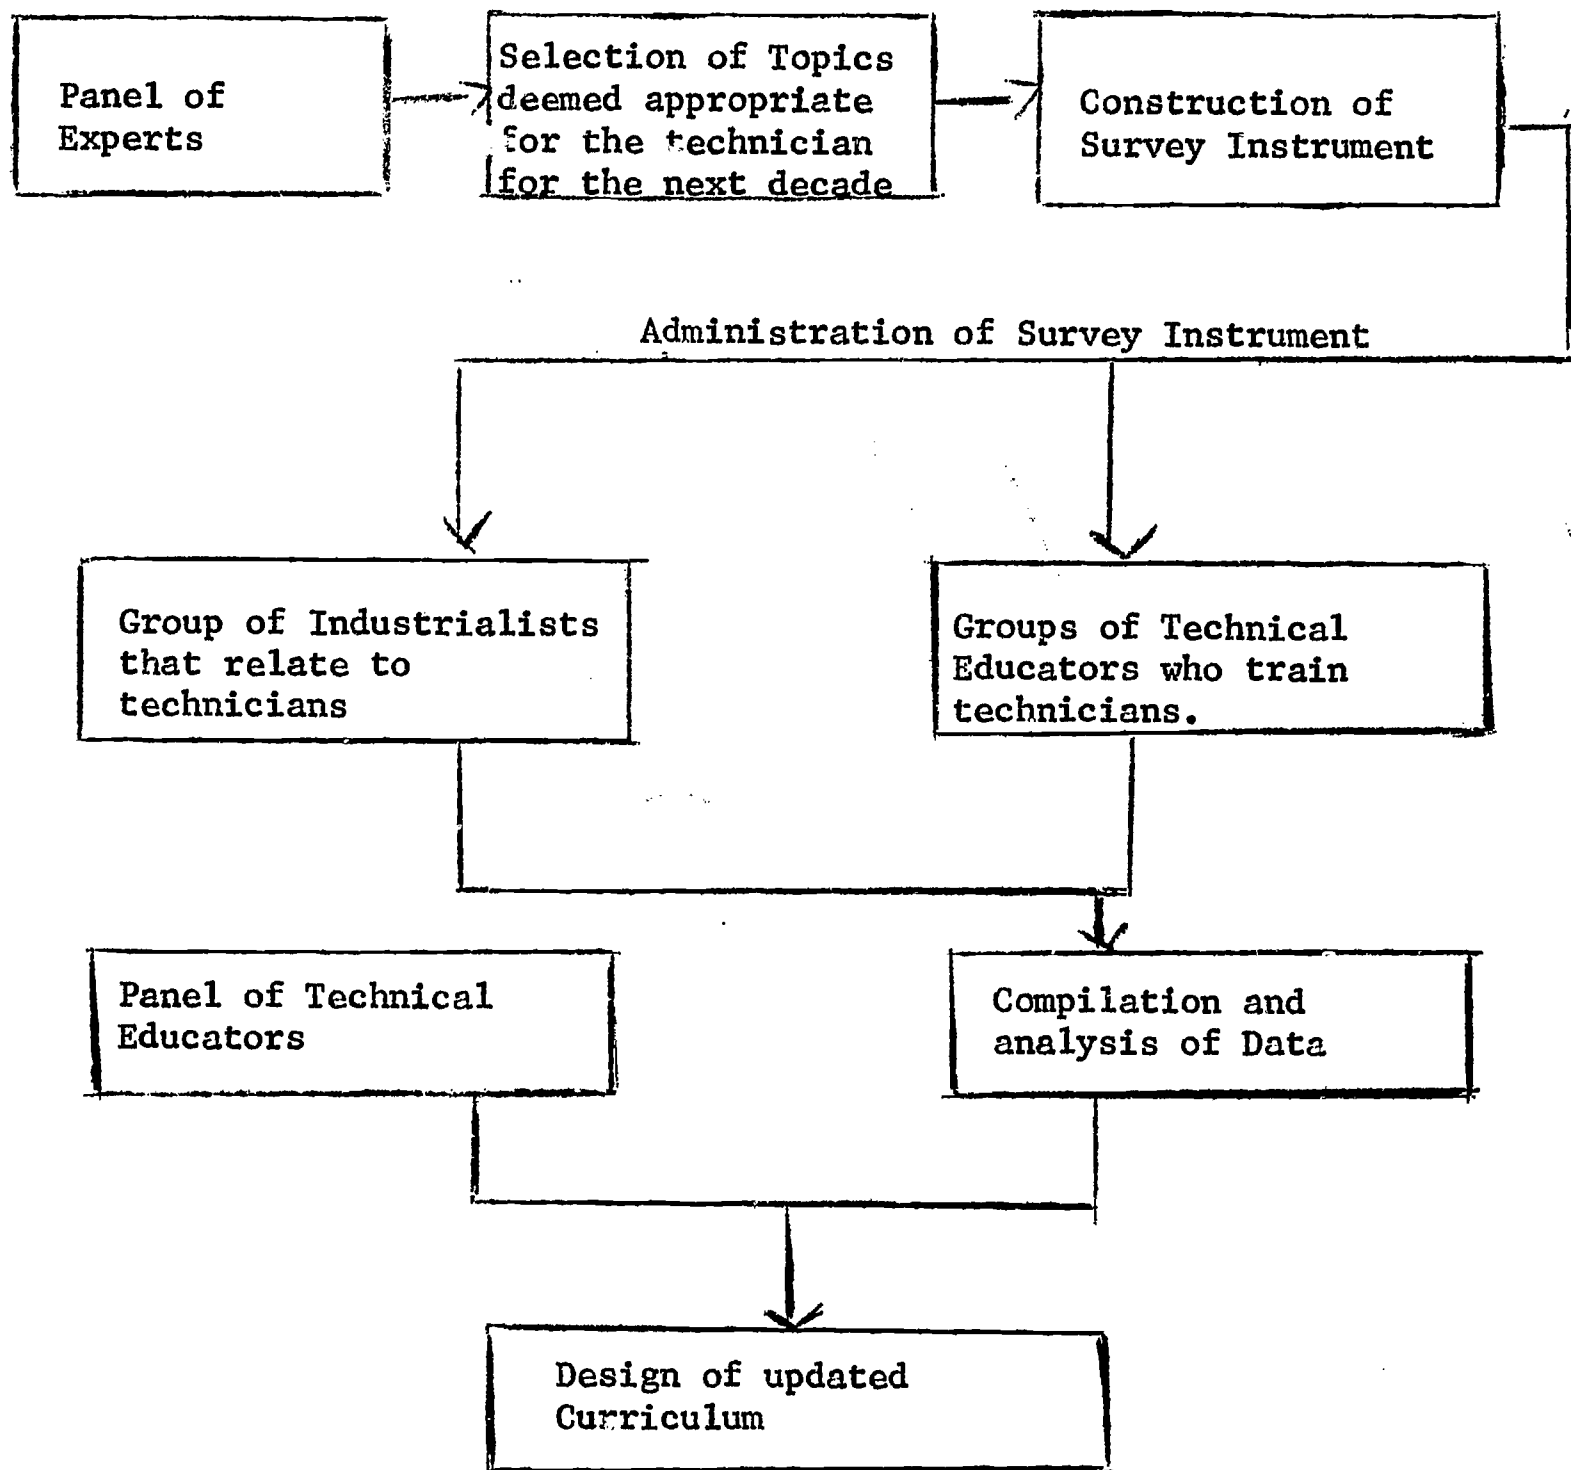 Panel of
Experts
Selection of Topics
deemed appropriate
for the technician
for the next decade
Construction of
Survey Instrument
Administration of Survey Instrument
Group of Industrialists
that relate to
technicians
Groups of Technical
Educators who train
technicians.
Panel of Technical
Educators
Compilation and
analysis of Data
Design of updated
Curriculum